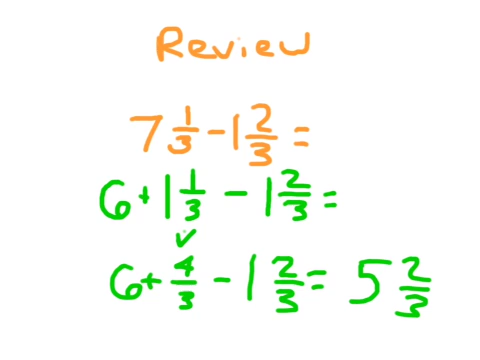 Review
7 1/3 - 1 2/3 =
6 + 1 1/3 - 1 2/3 =
6 + 4/3 - 1 2/3 = 5 2/3